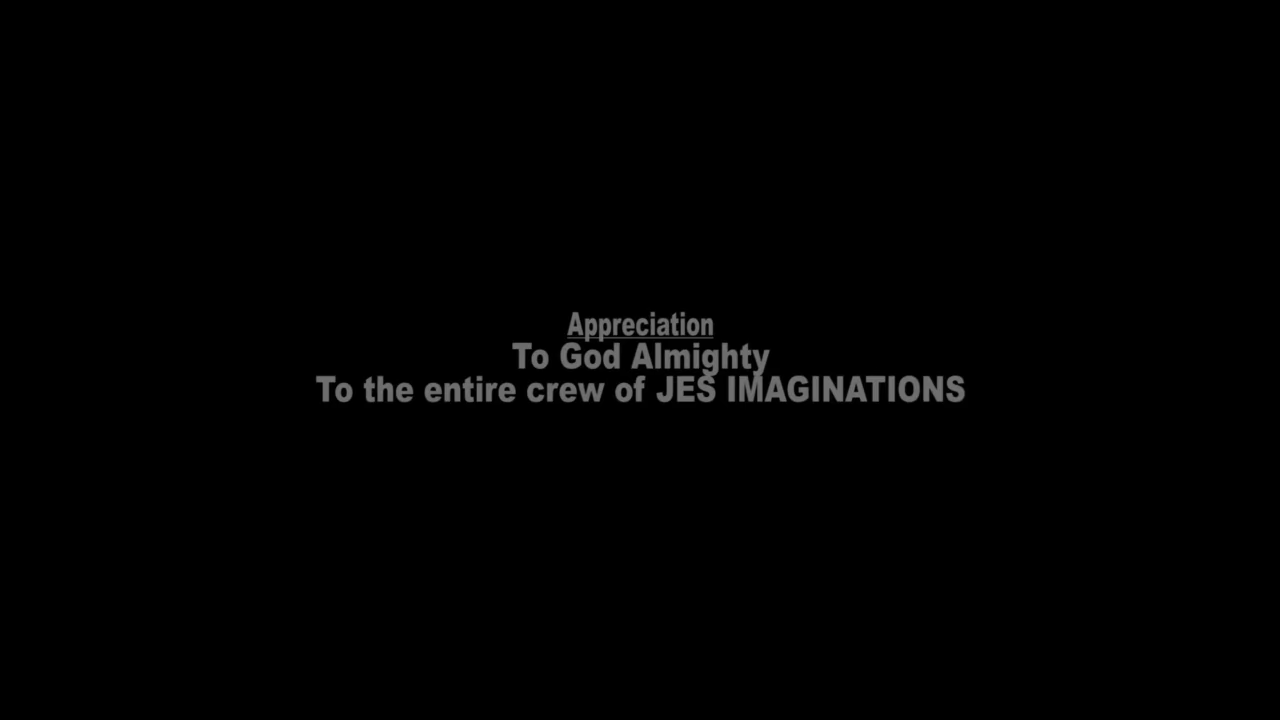 Appreciation
To God Almighty
To the entire crew of JES IMAGINATIONS